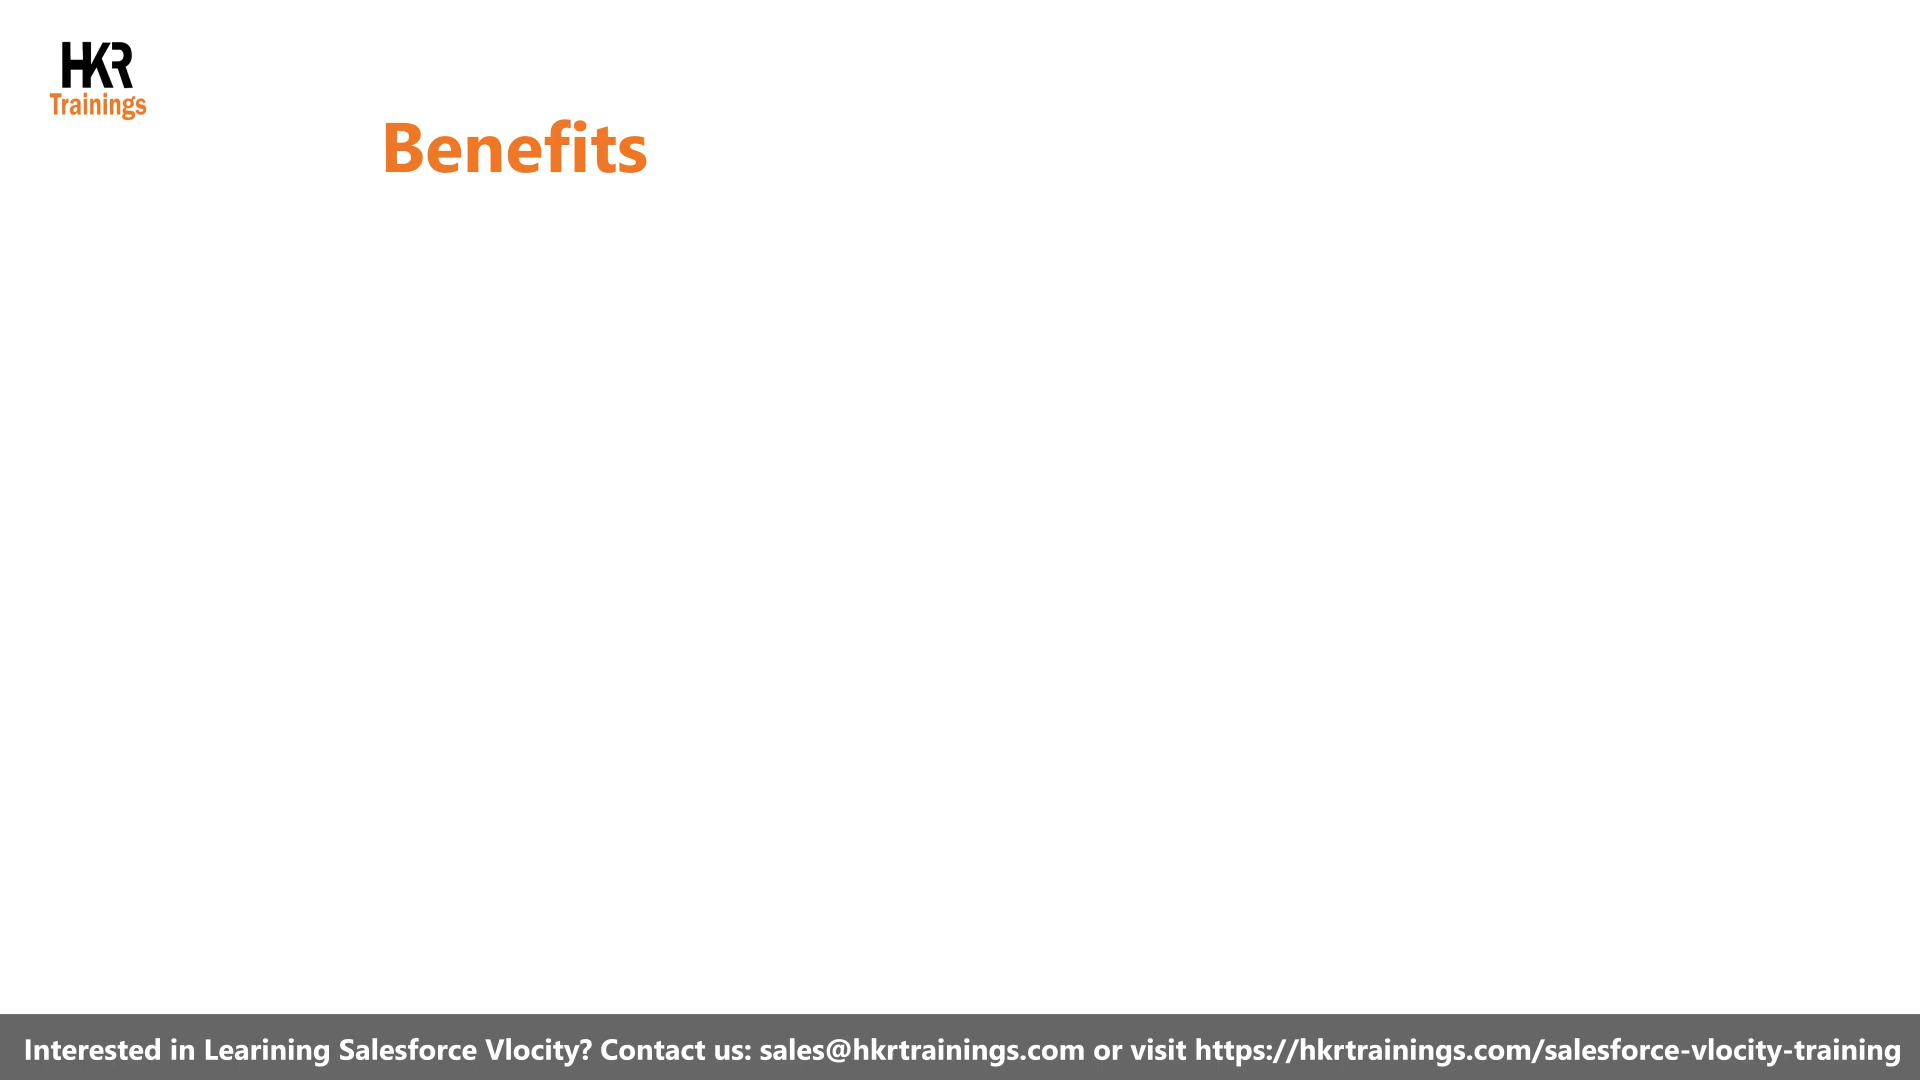 HKR
Trainings
Benefits
Interested in Learining Salesforce Vlocity? Contact us: sales@hkrtrainings.com or visit https://hkrtrainings.com/salesforce-vlocity-training